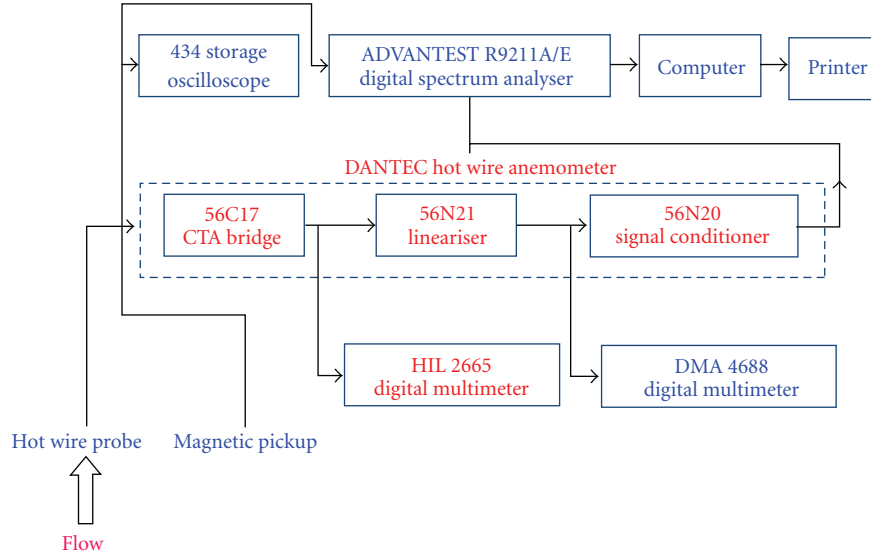 434 storage
oscilloscope
ADVANTEST R9211A/E
digital spectrum analyser
Computer
Printer
DANTEC hot wire anemometer
56C17
CTA bridge
56N21
lineariser
56N20
signal conditioner
HIL 2665
digital multimeter
DMA 4688
digital multimeter
Hot wire probe
Magnetic pickup
Flow